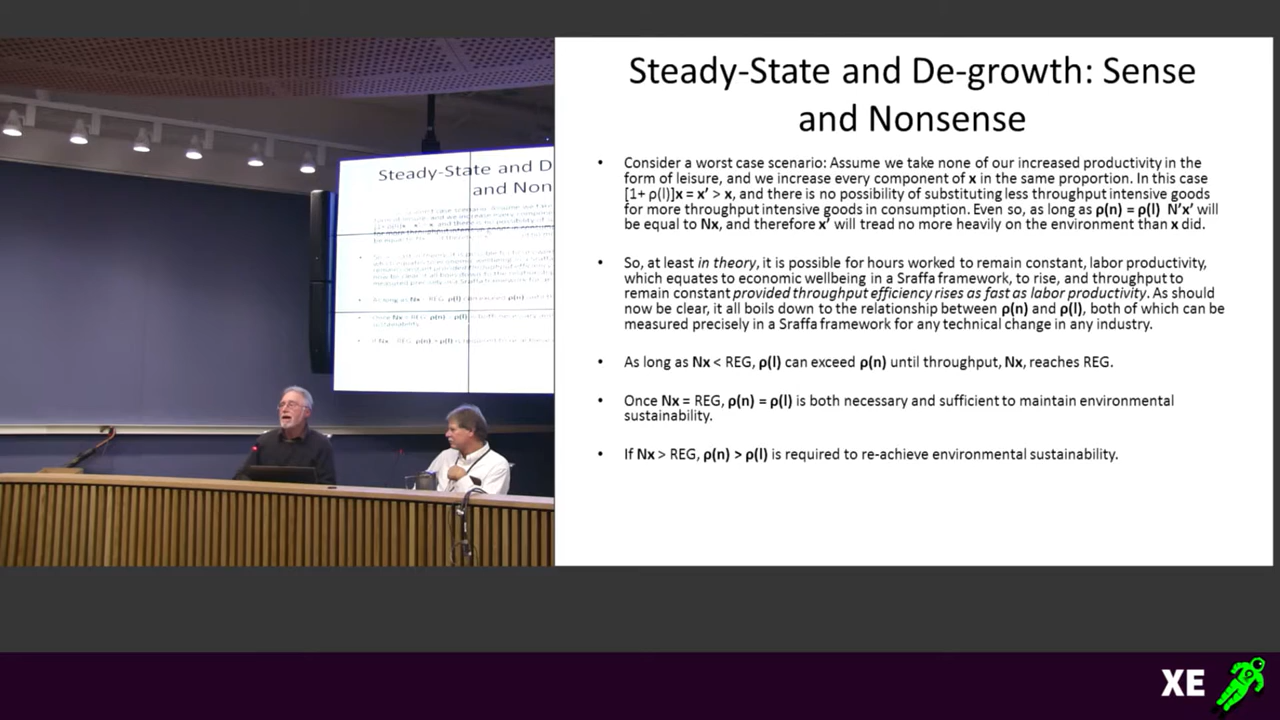 Steady-State and De-growth: Sense
and Nonsense
• Consider a worst case scenario: Assume we take none of our increased productivity in the
form of leisure, and we increase every component of x in the same proportion. In this case
[1+ ρ(l)]x = x′ > x, and there is no possibility of substituting less throughput intensive goods
for more throughput intensive goods in consumption. Even so, as long as ρ(n) = ρ(l) N′x′ will
be equal to Nx, and therefore x′ will tread no more heavily on the environment than x did.
• So, at least in theory, it is possible for hours worked to remain constant, labor productivity,
which equates to economic wellbeing in a Sraffa framework, to rise, and throughput to
remain constant provided throughput efficiency rises as fast as labor productivity. As should
now be clear, it all boils down to the relationship between ρ(n) and ρ(l), both of which can be
measured precisely in a Sraffa framework for any technical change in any industry.
• As long as Nx < REG, ρ(l) can exceed ρ(n) until throughput, Nx, reaches REG.
• Once Nx = REG, ρ(n) = ρ(l) is both necessary and sufficient to maintain environmental
sustainability.
• If Nx > REG, ρ(n) > ρ(l) is required to re-achieve environmental sustainability.
Steady-State and D
and Non
XE